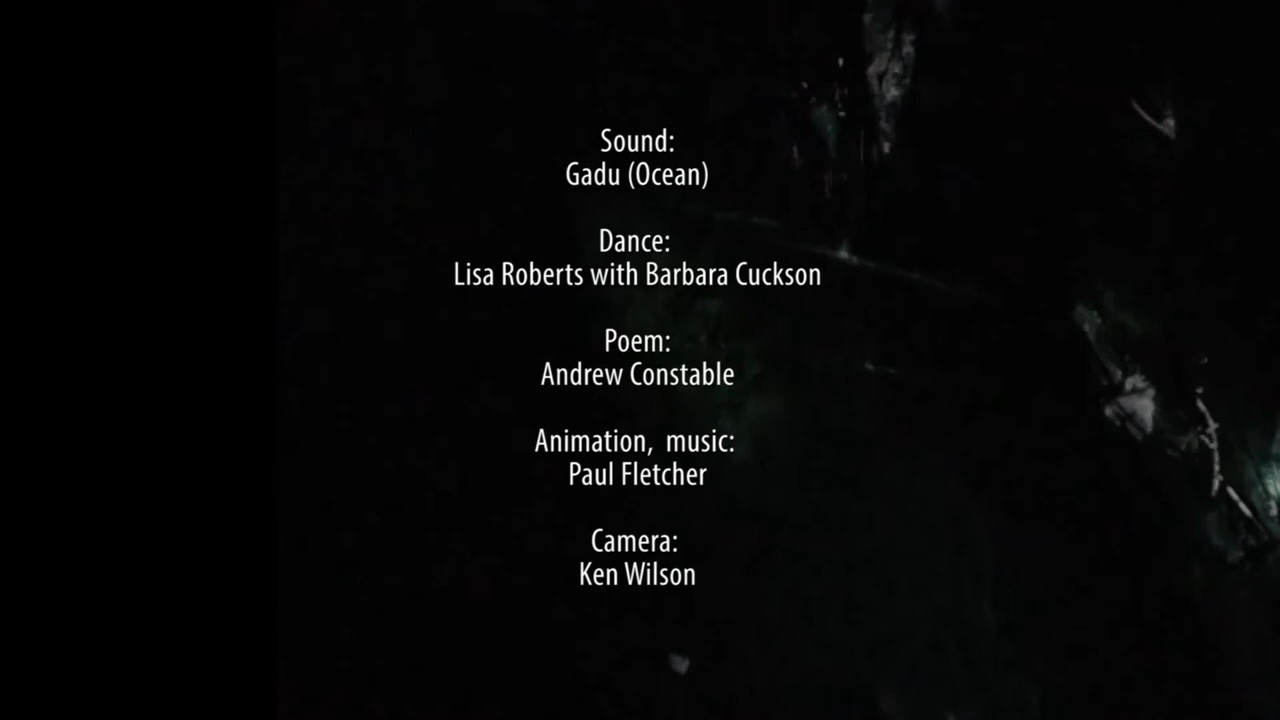 Sound:
Gadu (Ocean)
Dance:
Lisa Roberts with Barbara Cuckson
Poem:
Andrew Constable
Animation,  music:
Paul Fletcher
Camera:
Ken Wilson